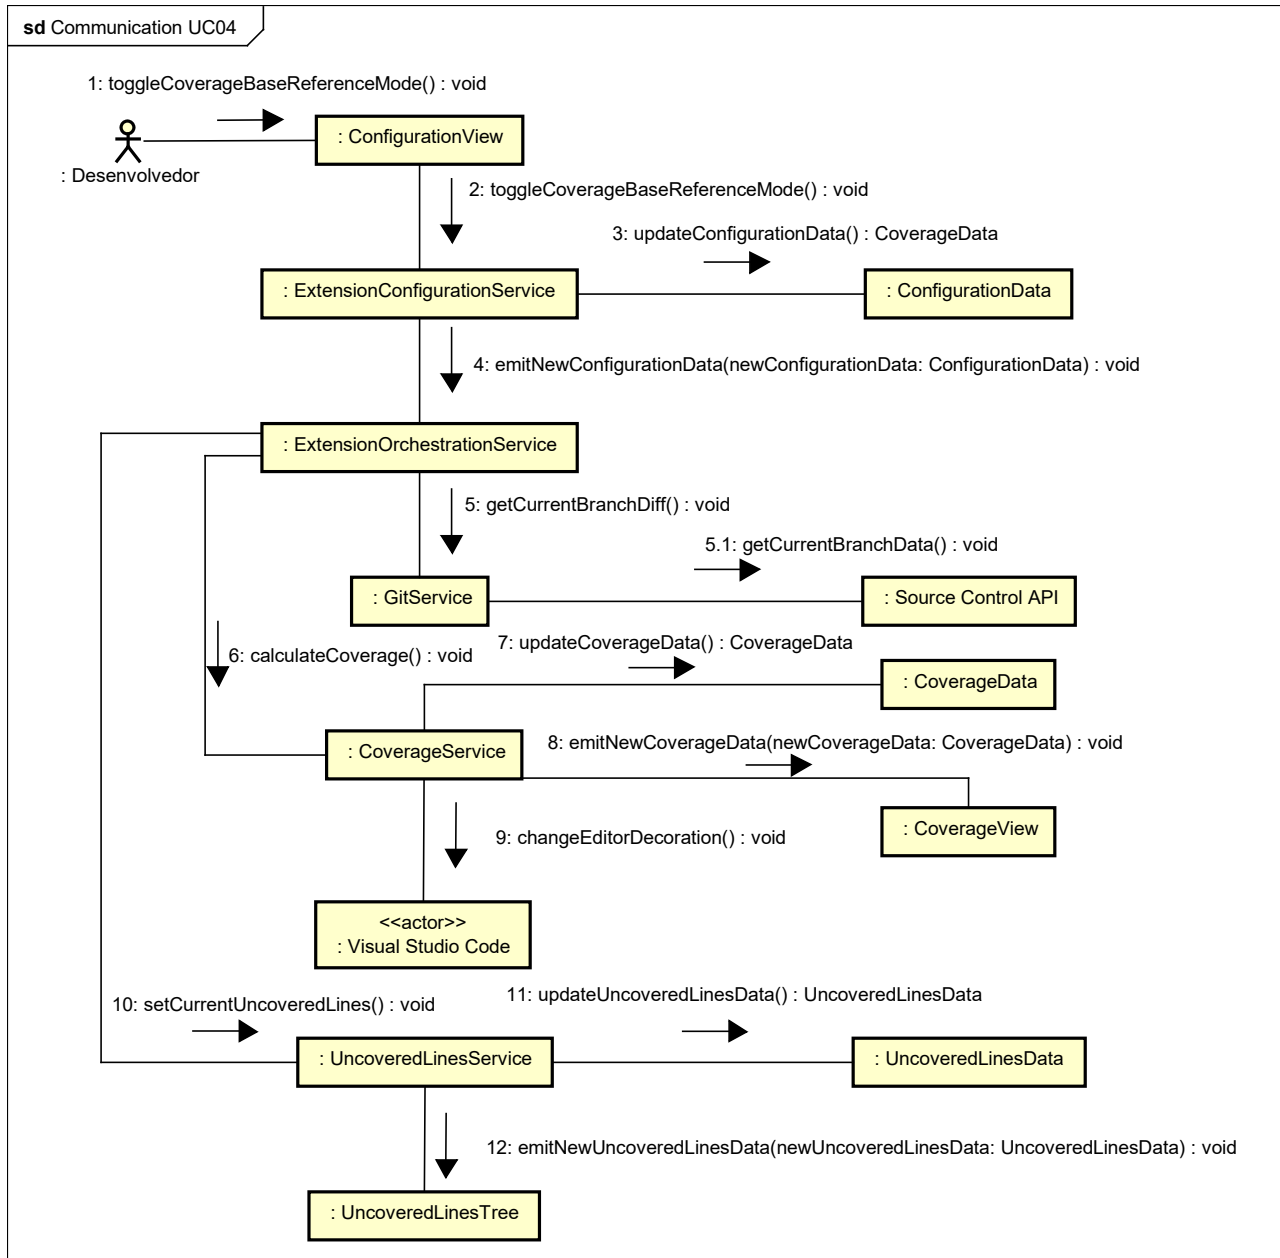 sd Communication UC04
1: toggleCoverageBaseReferenceMode() : void
: ConfigurationView
: Desenvolvedor
2: toggleCoverageBaseReferenceMode() : void
3: updateConfigurationData() : CoverageData
: ExtensionConfigurationService
: ConfigurationData
4: emitNewConfigurationData(newConfigurationData: ConfigurationData) : void
: ExtensionOrchestrationService
5: getCurrentBranchDiff() : void
5.1: getCurrentBranchData() : void
: GitService
: Source Control API
6: calculateCoverage() : void
7: updateCoverageData() : CoverageData
: CoverageData
: CoverageService
8: emitNewCoverageData(newCoverageData: CoverageData) : void
: CoverageView
9: changeEditorDecoration() : void
<<actor>>
: Visual Studio Code
10: setCurrentUncoveredLines() : void
11: updateUncoveredLinesData() : UncoveredLinesData
: UncoveredLinesService
: UncoveredLinesData
12: emitNewUncoveredLinesData(newUncoveredLinesData: UncoveredLinesData) : void
: UncoveredLinesTree